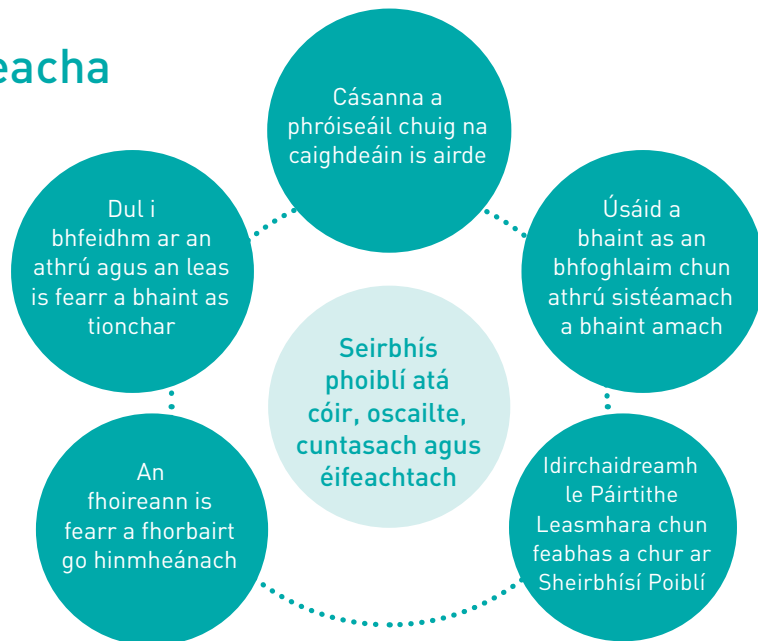 eacha
Cásanna a
phróiseáil chuig na
caighdeáin is airde
Dul i
bhfeidhm ar an
athrú agus an leas
is fearr a bhaint as
tionchar
Úsáid a
bhaint as an
bhfoghlaim chun
athrú sistéamach
a bhaint amach
Seirbhís
phoiblí atá
cóir, oscailte,
cuntasach agus
éifeachtach
An
fhoireann is
fearr a fhorbairt
go hinmheánach
Idirchaidreamh
le Páirtithe
Leasmhara chun
feabhas a chur ar
Sheirbhísí Poiblí